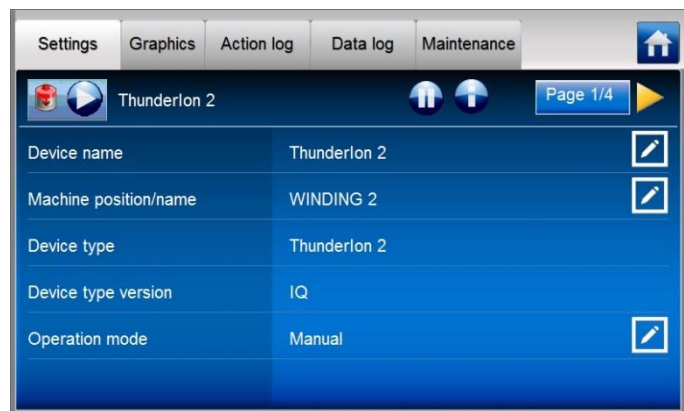 Settings Graphics Action log Data log Maintenance
ThunderIon 2 Page 1/4
Device name ThunderIon 2
Machine position/name WINDING 2
Device type ThunderIon 2
Device type version IQ
Operation mode Manual